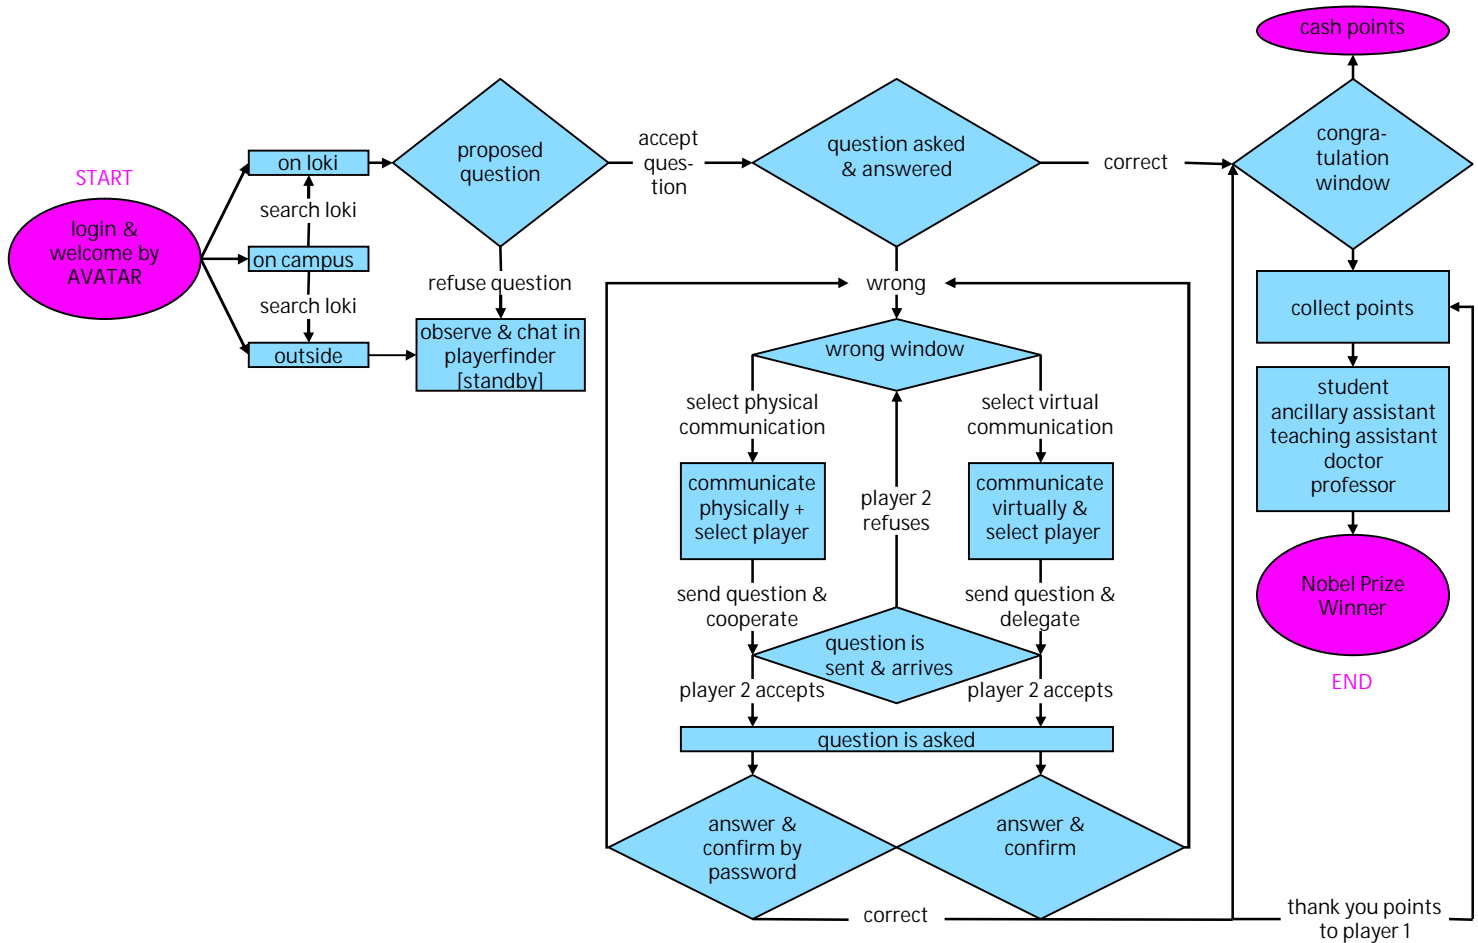 cash points
congra-
tulation
window
proposed
question
accept
ques-
tion
question asked
& answered
correct
START
on loki
search loki
login &
welcome by
AVATAR
on campus
search loki
outside
refuse question
observe & chat in
playerfinder
[standby]
wrong
wrong window
collect points
select physical
communication
select virtual
communication
student
ancillary assistant
teaching assistant
doctor
professor
communicate
physically +
select player
player 2
refuses
communicate
virtually &
select player
Nobel Prize
Winner
END
send question &
cooperate
send question &
delegate
question is
sent & arrives
player 2 accepts
player 2 accepts
question is asked
answer &
confirm by
password
answer &
confirm
correct
thank you points
to player 1